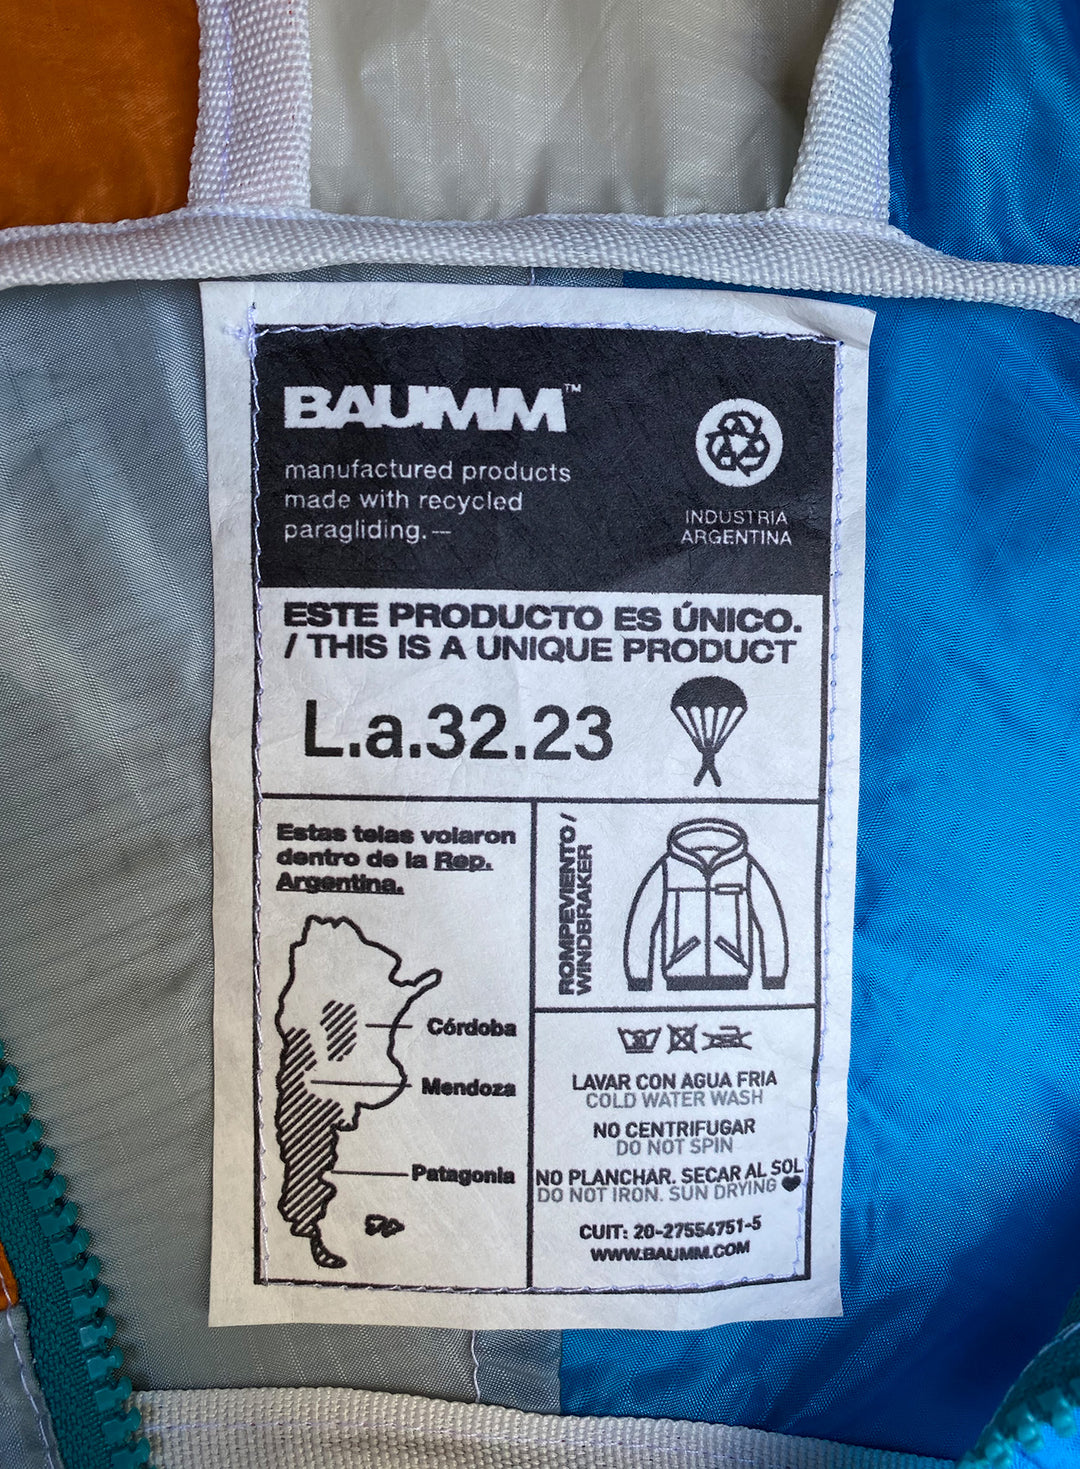 BAUMM™
manufactured products
made with recycled
paragliding.—
INDUSTRIA
ARGENTINA
ESTE PRODUCTO ES ÚNICO.
/ THIS IS A UNIQUE PRODUCT
L.a.32.23
Estas telas volaron
dentro de la Rep.
Argentina.
Córdoba
Mendoza
Patagonia
ROMPEVIENTO /
WINDBRAKER
30
LAVAR CON AGUA FRIA
COLD WATER WASH
NO CENTRIFUGAR
DO NOT SPIN
NO PLANCHAR. SECAR AL SOL
DO NOT IRON. SUN DRYING
CUIT: 20-27554751-5
WWW.BAUMM.COM